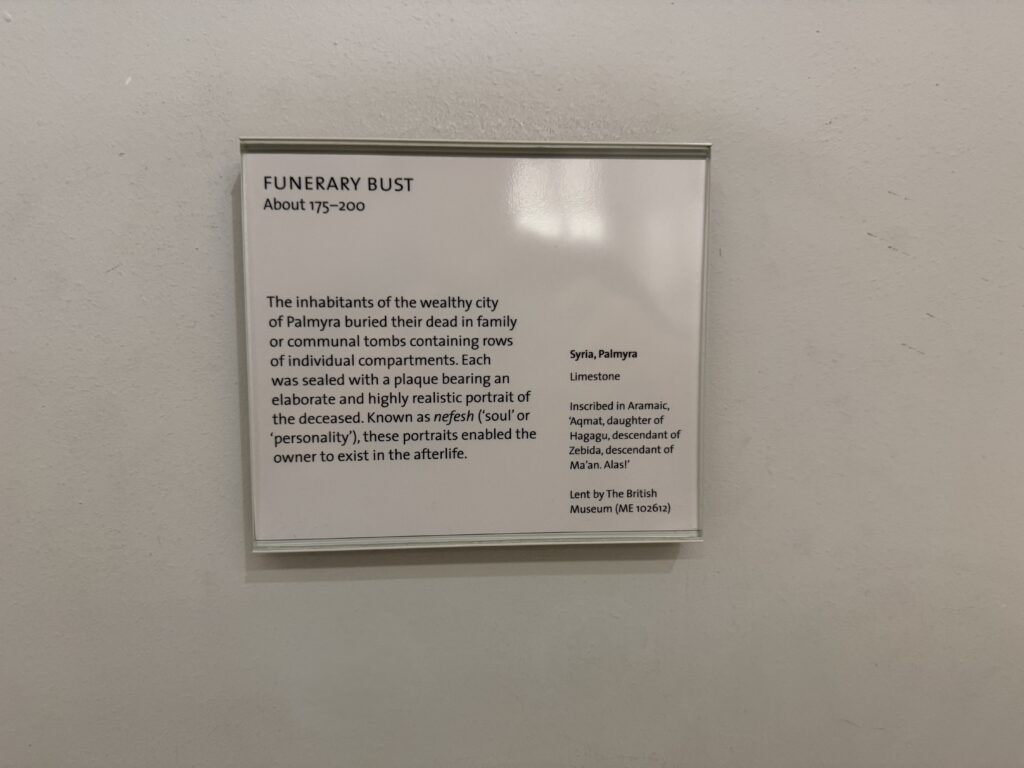 FUNERARY BUST
About 175–200
The inhabitants of the wealthy city
of Palmyra buried their dead in family
or communal tombs containing rows
of individual compartments. Each
was sealed with a plaque bearing an
elaborate and highly realistic portrait of
the deceased. Known as nefesh (‘soul’ or
‘personality’), these portraits enabled the
owner to exist in the afterlife.
Syria, Palmyra
Limestone
Inscribed in Aramaic,
‘Aqmat, daughter of
Hagagu, descendant of
Zebida, descendant of
Ma’an. Alas!’
Lent by The British
Museum (ME 102612)